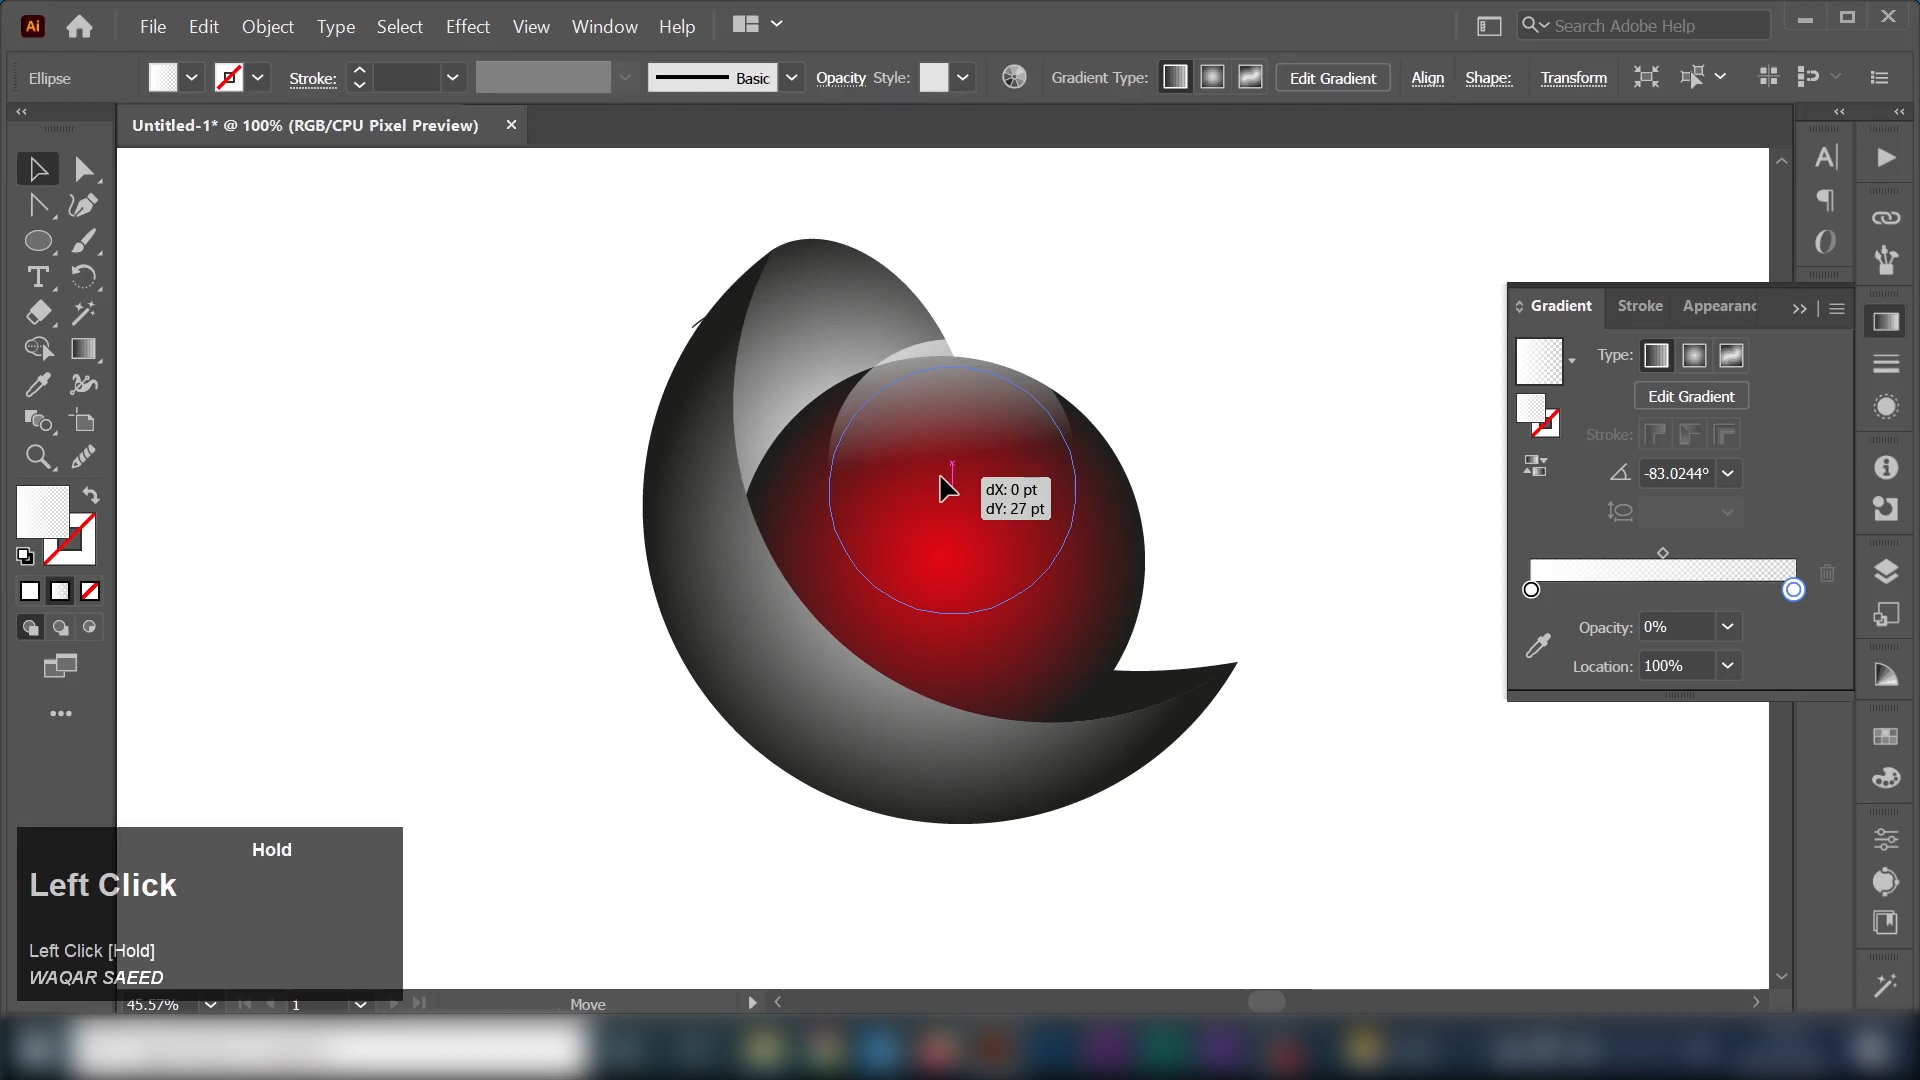 Ai File Edit Object Type Select Effect View Window Help Search Adobe Help
Ellipse Stroke: Basic Opacity Style: Gradient Type: Edit Gradient Align Shape: Transform
Untitled-1* @ 100% (RGB/CPU Pixel Preview)
Gradient Stroke Appearanc
Type:
Edit Gradient
Stroke:
-83.0244°
Opacity: 0%
Location: 100%
dX: 0 pt
dY: 27 pt
Hold
Left Click
Left Click [Hold]
WAQAR SAEED
45.57% 1 Move